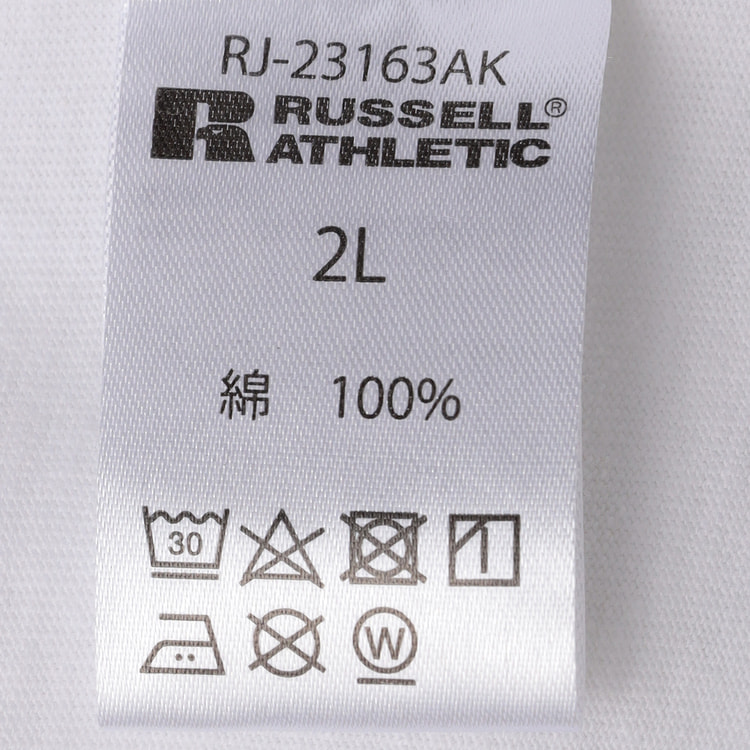 RJ-23163AK
RUSSELL®
ATHLETIC
2L
綿 100%
30
W